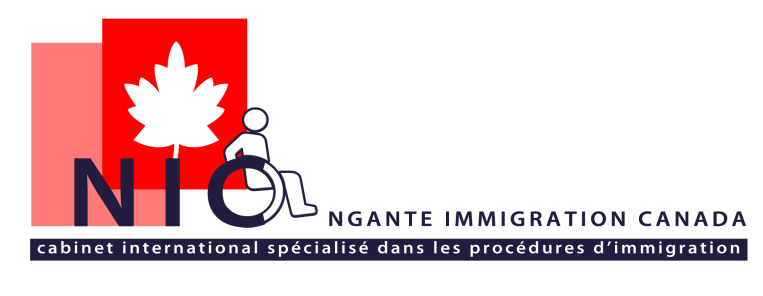 NIC
NGANTE IMMIGRATION CANADA
cabinet international spécialisé dans les procédures d’immigration